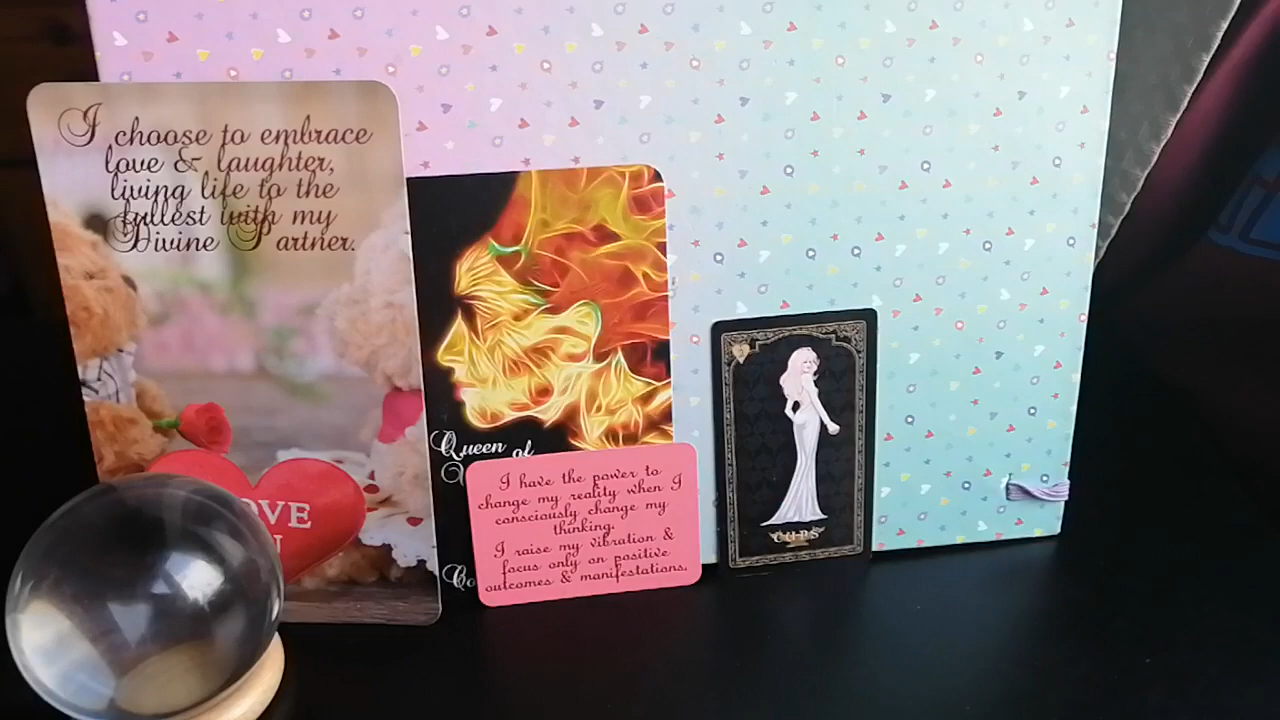 I choose to embrace
love & laughter,
living life to the
fullest with my
Divine Partner.
OVE
Queen of
I have the power to
change my reality when I
consciously change my
thinking.
I raise my vibration &
focus only on positive
outcomes & manifestations.
CUPS